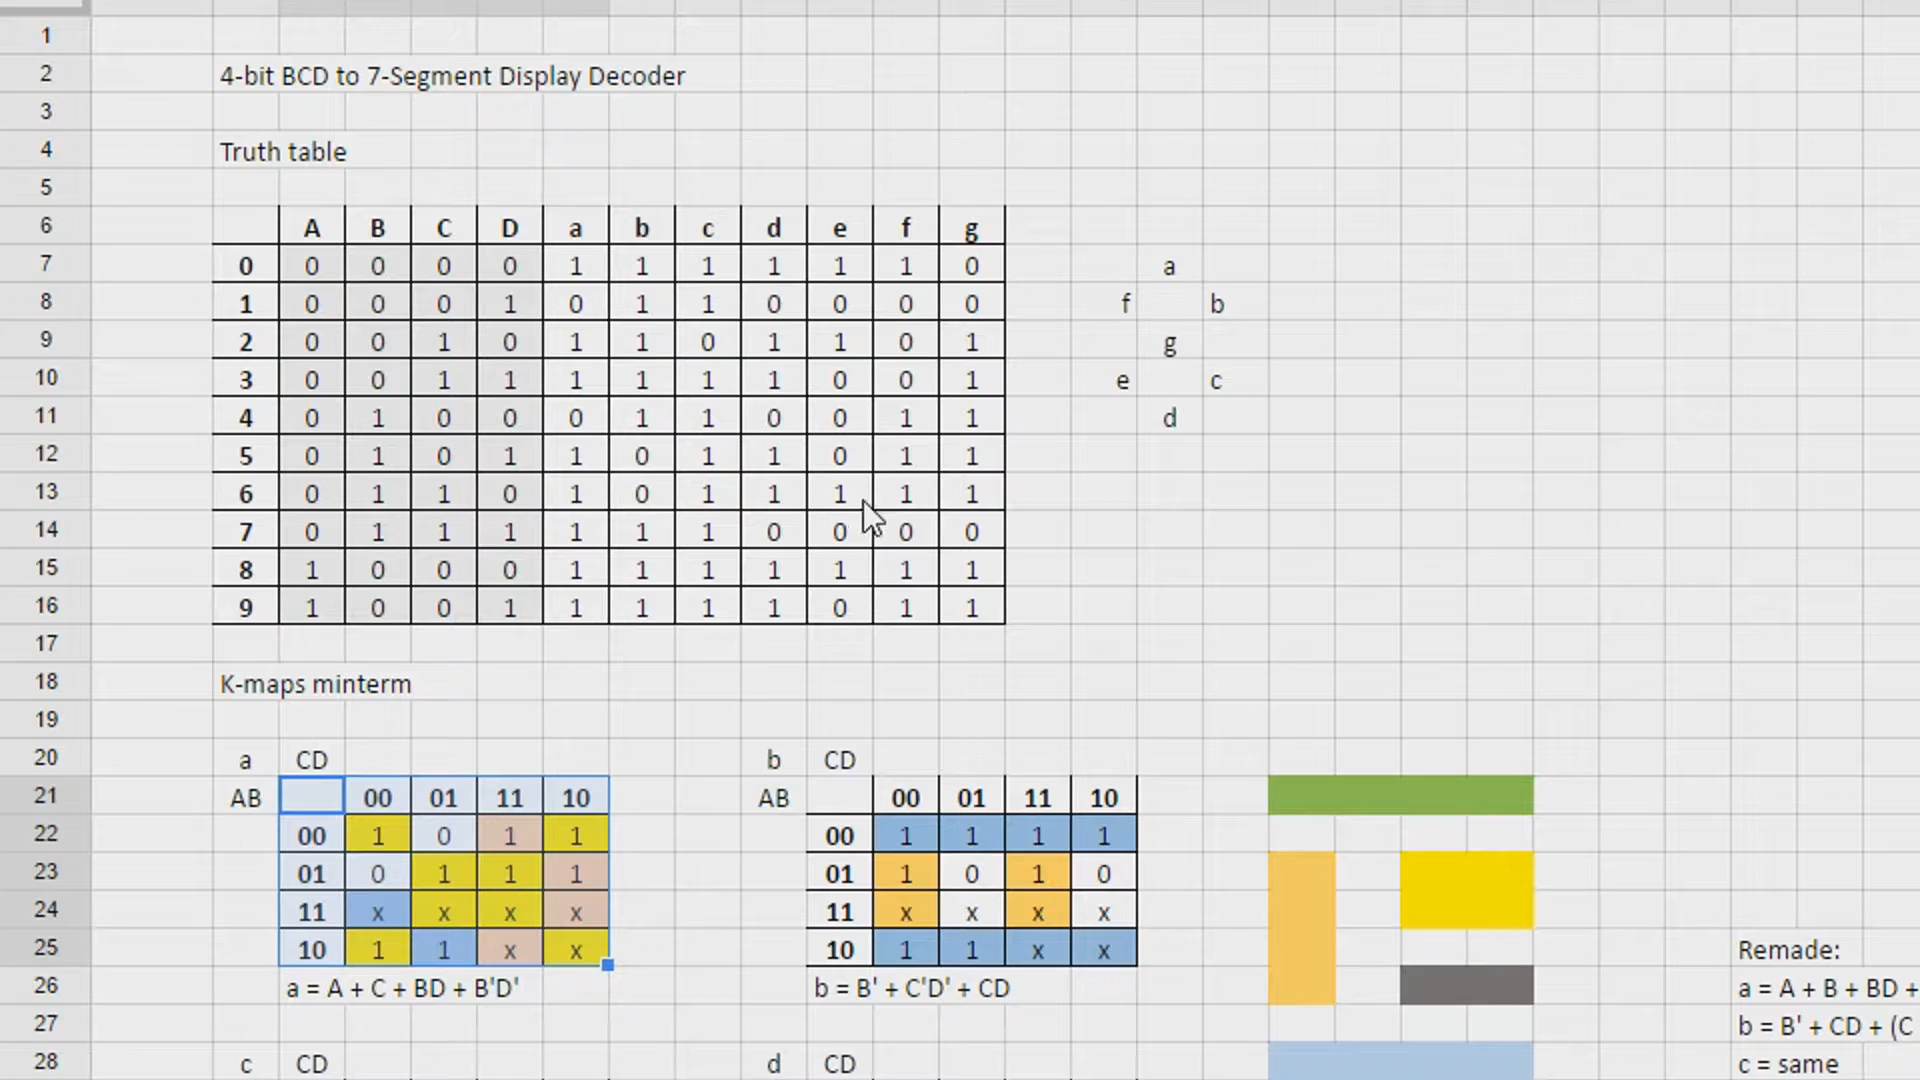 1
2 4-bit BCD to 7-Segment Display Decoder
3
4 Truth table
5
6 A B C D a b c d e f g
7 0 0 0 0 0 1 1 1 1 1 1 0 a
8 1 0 0 0 1 0 1 1 0 0 0 0 f b
9 2 0 0 1 0 1 1 0 1 1 0 1 g
10 3 0 0 1 1 1 1 1 1 0 0 1 e c
11 4 0 1 0 0 0 1 1 0 0 1 1 d
12 5 0 1 0 1 1 0 1 1 0 1 1
13 6 0 1 1 0 1 0 1 1 1 1 1
14 7 0 1 1 1 1 1 1 0 0 0 0
15 8 1 0 0 0 1 1 1 1 1 1 1
16 9 1 0 0 1 1 1 1 1 0 1 1
17
18 K-maps minterm
19
20 a CD b CD
21 AB 00 01 11 10 AB 00 01 11 10
22 00 1 0 1 1 00 1 1 1 1
23 01 0 1 1 1 01 1 0 1 0
24 11 x x x x 11 x x x x
25 10 1 1 x x 10 1 1 x x Remade:
26 a = A + C + BD + B'D' b = B' + C'D' + CD a = A + B + BD +
27 b = B' + CD + (C
28 c CD d CD c = same